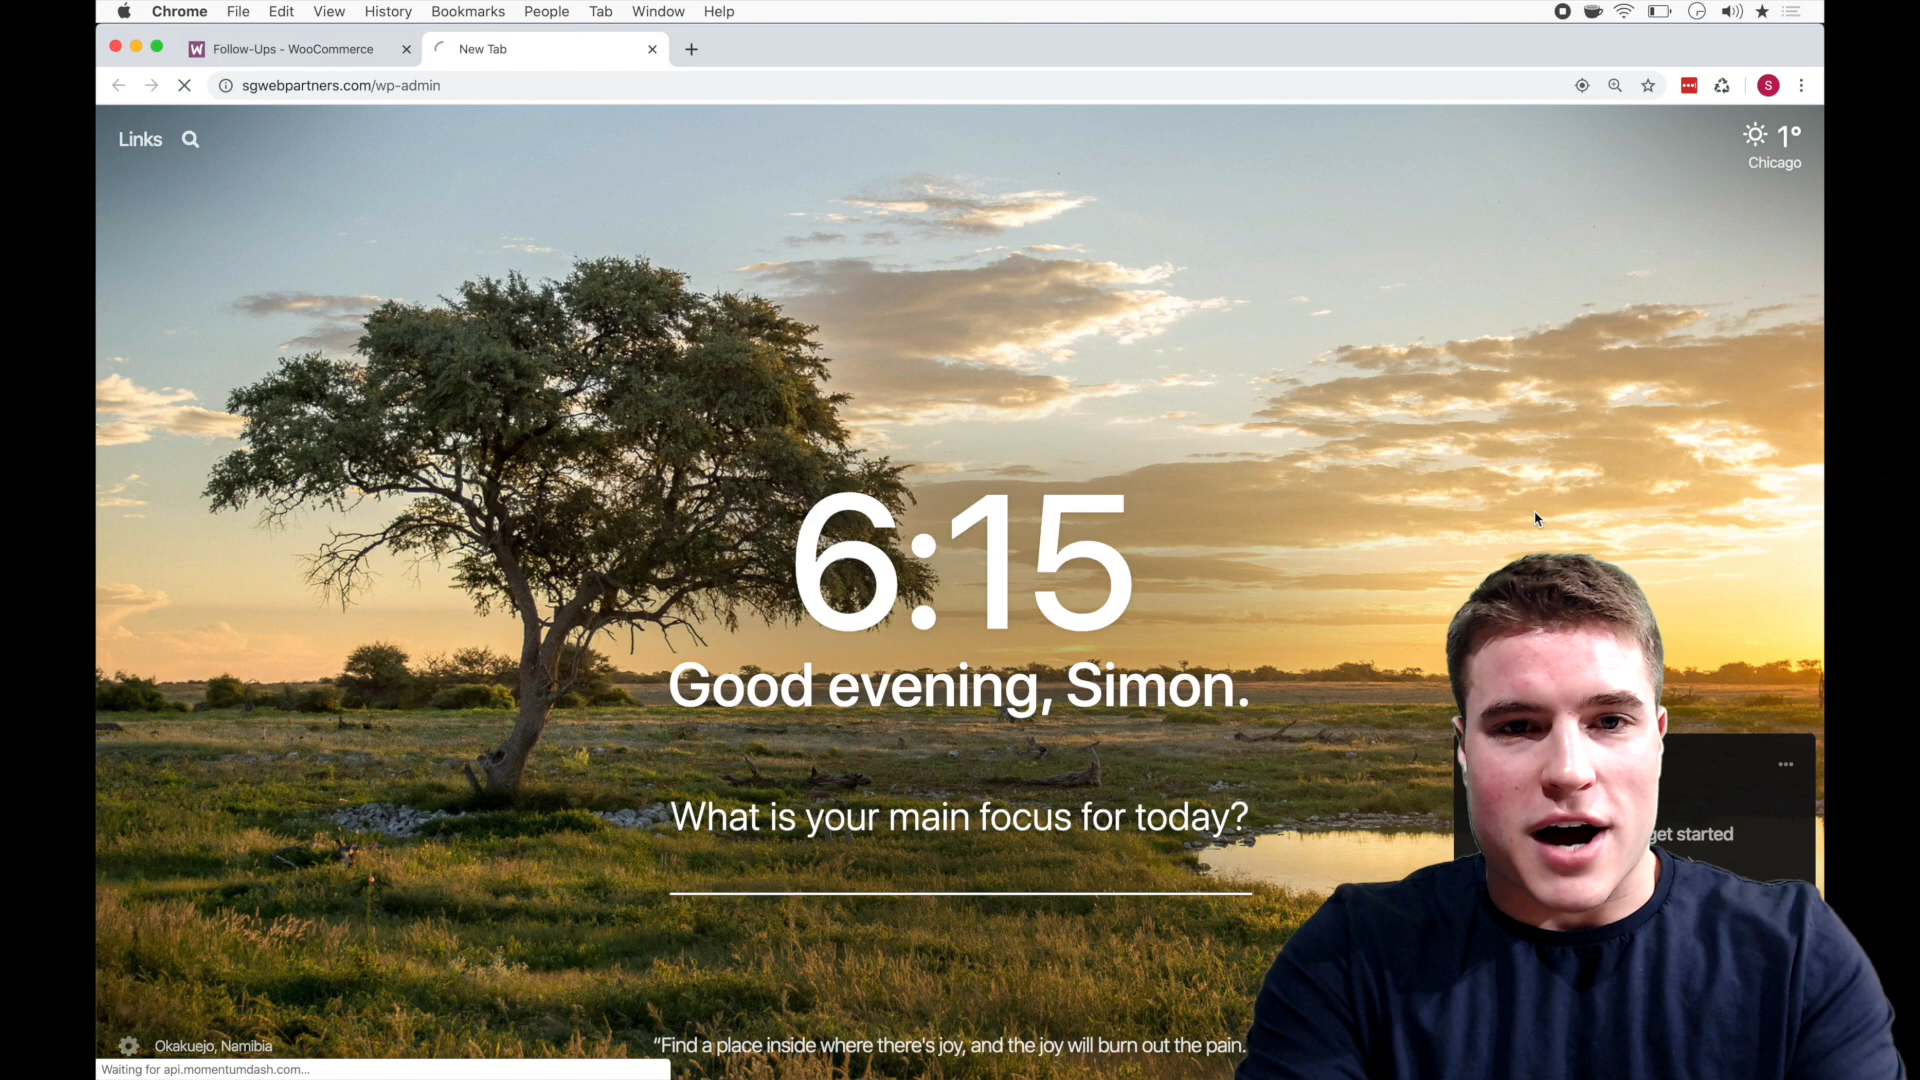 Chrome File Edit View History Bookmarks People Tab Window Help
W Follow-Ups - WooCommerce New Tab
sgwebpartners.com/wp-admin
S
Links
1°
Chicago
6:15
Good evening, Simon.
What is your main focus for today?
get started
Okakuejo, Namibia
“Find a place inside where there's joy, and the joy will burn out the pain.
Waiting for api.momentumdash.com...